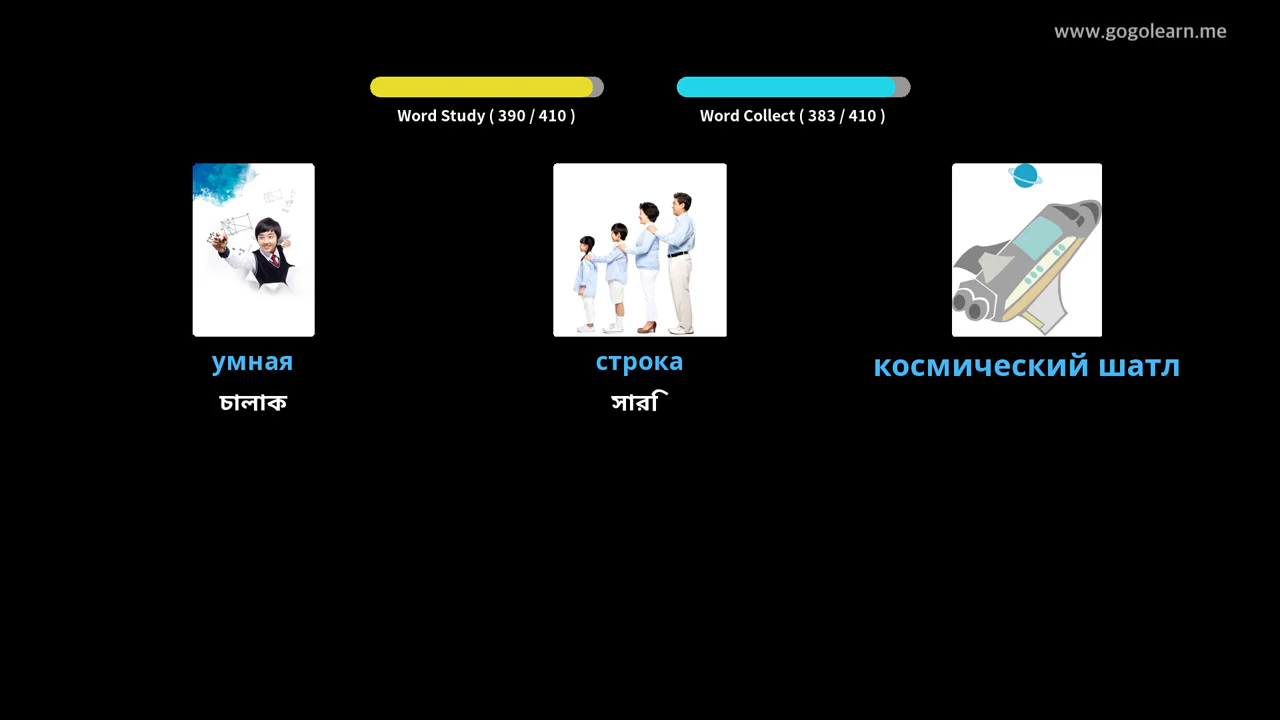 www.gogolearn.me
Word Study ( 390 / 410 )
Word Collect ( 383 / 410 )
умная
строка
космический шатл
চালাক
সারি